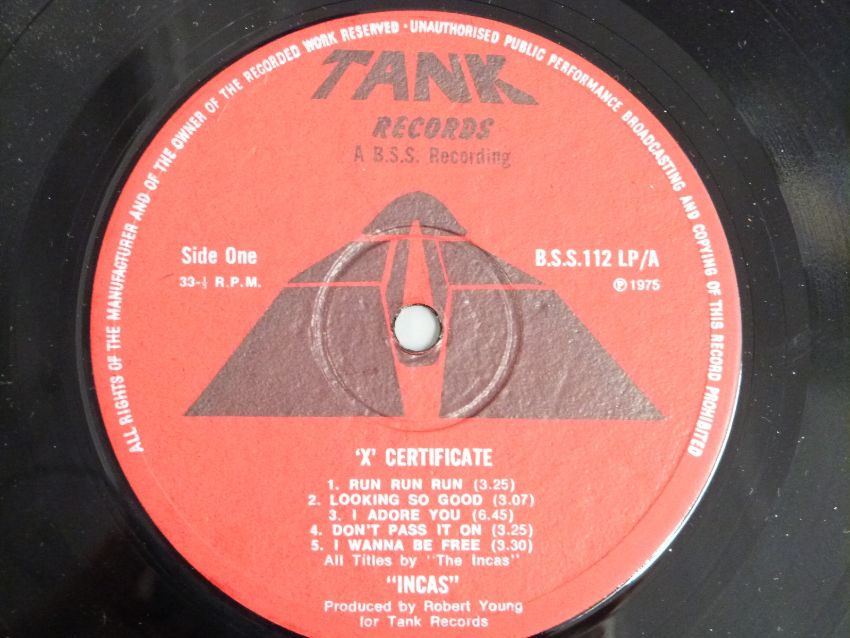 ALL RIGHTS OF THE MANUFACTURER AND OF THE OWNER OF THE RECORDED WORK RESERVED · UNAUTHORISED PUBLIC PERFORMANCE BROADCASTING AND COPYING OF THIS RECORD PROHIBITED
TANK
RECORDS
A B.S.S. Recording
Side One
33-⅓ R.P.M.
B.S.S.112 LP/A
Ⓟ1975
'X' CERTIFICATE
1. RUN RUN RUN (3.25)
2. LOOKING SO GOOD (3.07)
3. I ADORE YOU (6.45)
4. DON'T PASS IT ON (3.25)
5. I WANNA BE FREE (3.30)
All Titles by "The Incas"
"INCAS"
Produced by Robert Young
for Tank Records